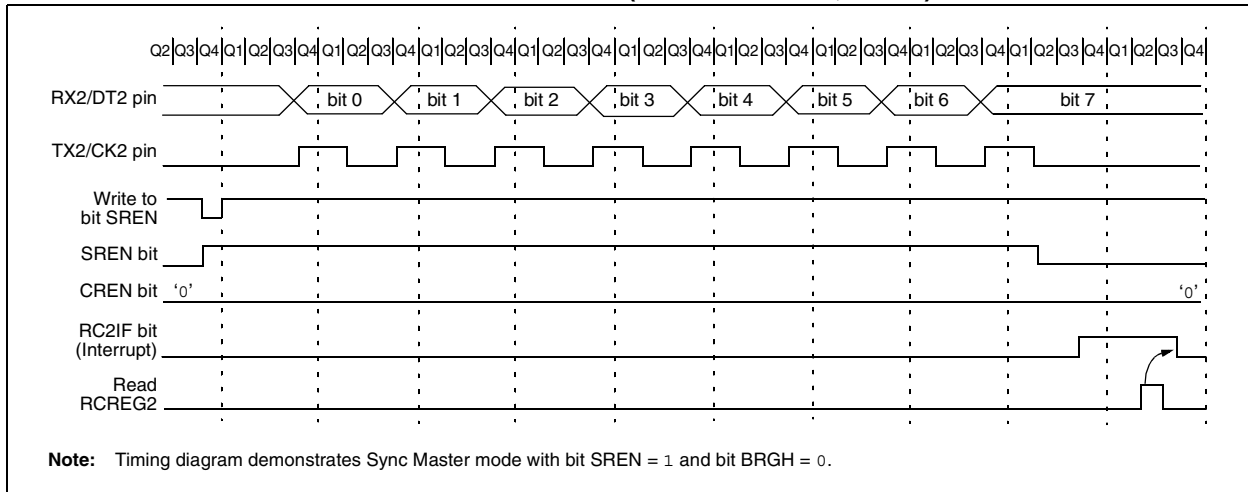 Q2 Q3 Q4 Q1 Q2 Q3 Q4 Q1 Q2 Q3 Q4 Q1 Q2 Q3 Q4 Q1 Q2 Q3 Q4 Q1 Q2 Q3 Q4 Q1 Q2 Q3 Q4 Q1 Q2 Q3 Q4 Q1 Q2 Q3 Q4 Q1 Q2 Q3 Q4 Q1 Q2 Q3 Q4
RX2/DT2 pin bit 0 bit 1 bit 2 bit 3 bit 4 bit 5 bit 6 bit 7
TX2/CK2 pin
Write to
bit SREN
SREN bit
CREN bit ‘0’ ‘0’
RC2IF bit
(Interrupt)
Read
RCREG2
Note: Timing diagram demonstrates Sync Master mode with bit SREN = 1 and bit BRGH = 0.